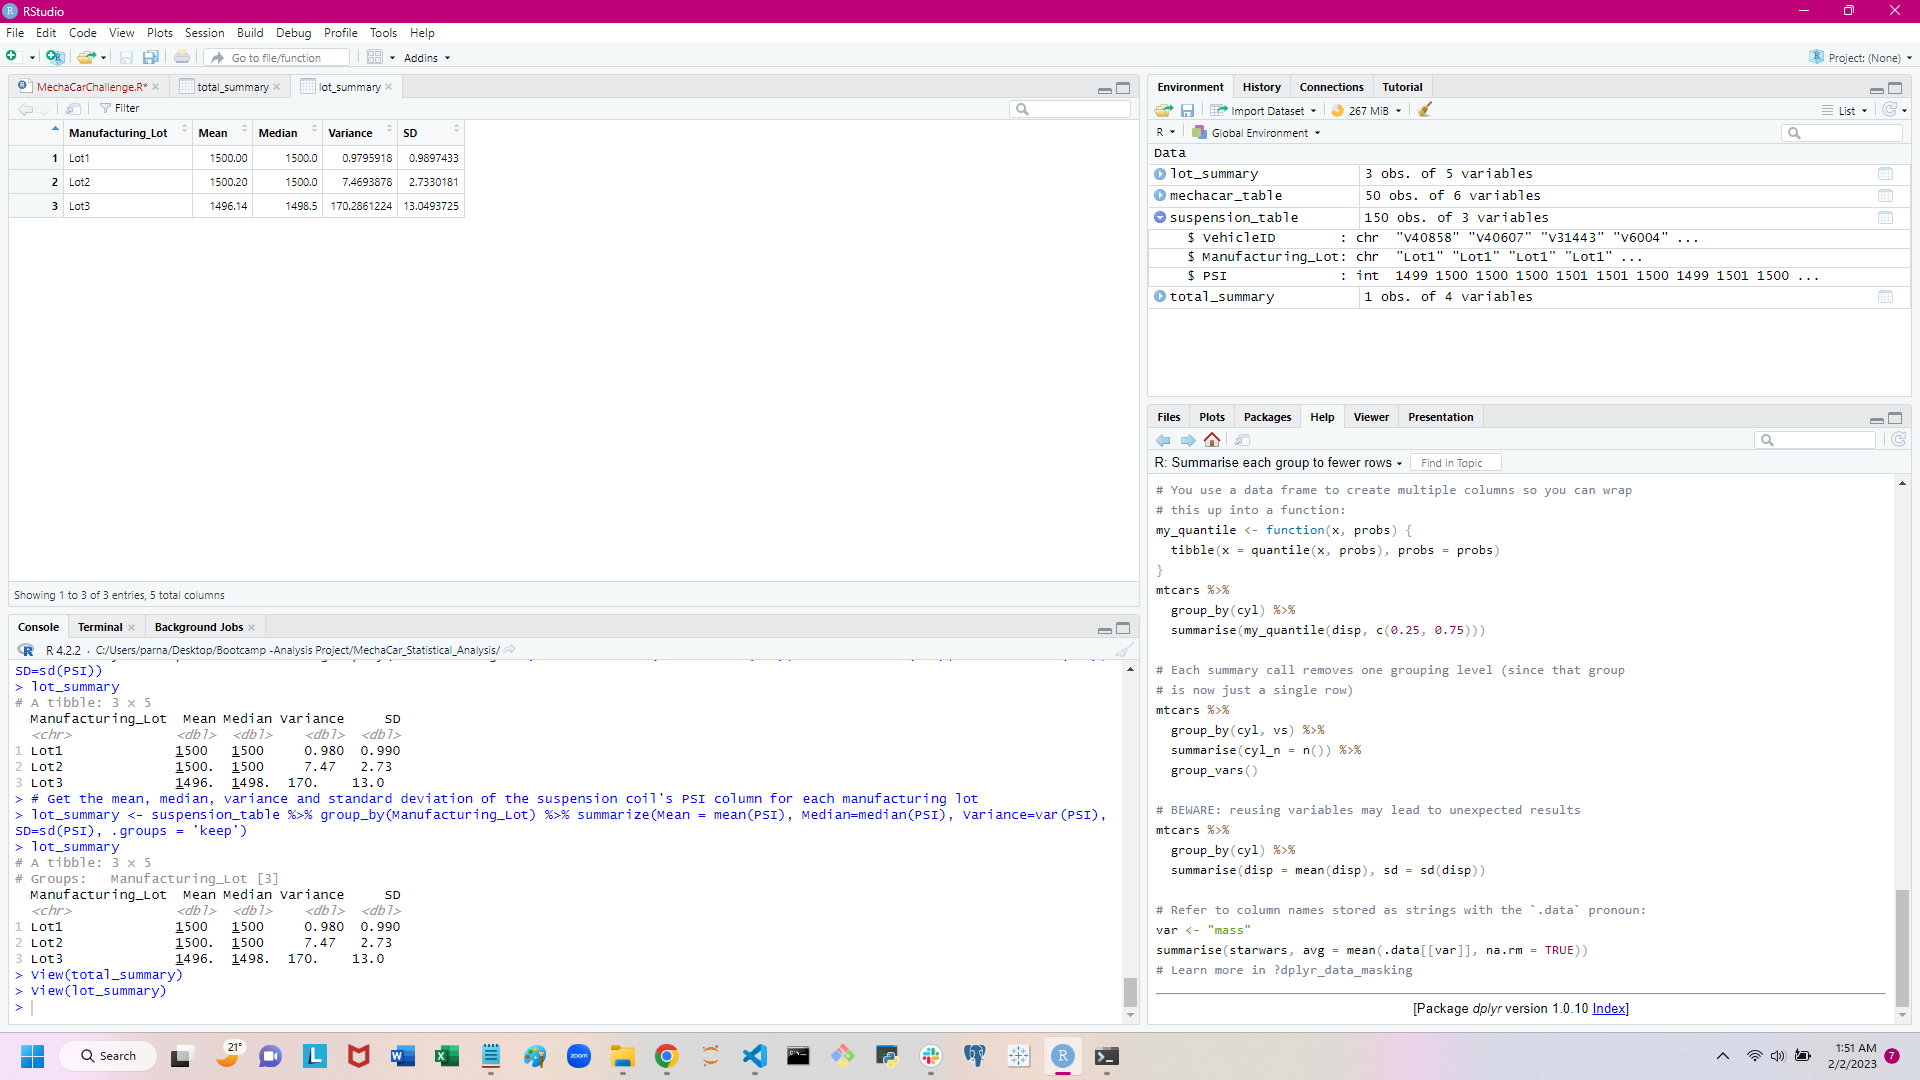 RStudio
File Edit Code View Plots Session Build Debug Profile Tools Help
Go to file/function Addins Project: (None)
MechaCarChallenge.R* total_summary lot_summary
Filter
Manufacturing_Lot Mean Median Variance SD
1 Lot1 1500.00 1500.0 0.9795918 0.9897433
2 Lot2 1500.20 1500.0 7.4693878 2.7330181
3 Lot3 1496.14 1498.5 170.2861224 13.0493725
Showing 1 to 3 of 3 entries, 5 total columns
Console Terminal Background Jobs
R 4.2.2 · C:/Users/parna/Desktop/Bootcamp -Analysis Project/MechaCar_Statistical_Analysis/
SD=sd(PSI))
> lot_summary
# A tibble: 3 × 5
Manufacturing_Lot Mean Median Variance SD
<chr> <dbl> <dbl> <dbl> <dbl>
1 Lot1 1500 1500 0.980 0.990
2 Lot2 1500. 1500 7.47 2.73
3 Lot3 1496. 1498. 170. 13.0
> # Get the mean, median, variance and standard deviation of the suspension coil's PSI column for each manufacturing lot
> lot_summary <- suspension_table %>% group_by(Manufacturing_Lot) %>% summarize(Mean = mean(PSI), Median=median(PSI), Variance=var(PSI),
SD=sd(PSI), .groups = 'keep')
> lot_summary
# A tibble: 3 × 5
# Groups: Manufacturing_Lot [3]
Manufacturing_Lot Mean Median Variance SD
<chr> <dbl> <dbl> <dbl> <dbl>
1 Lot1 1500 1500 0.980 0.990
2 Lot2 1500. 1500 7.47 2.73
3 Lot3 1496. 1498. 170. 13.0
> View(total_summary)
> View(lot_summary)
>
Environment History Connections Tutorial
Import Dataset 267 MiB List
R Global Environment
Data
lot_summary 3 obs. of 5 variables
mechacar_table 50 obs. of 6 variables
suspension_table 150 obs. of 3 variables
$ VehicleID : chr "V40858" "V40607" "V31443" "V6004" ...
$ Manufacturing_Lot: chr "Lot1" "Lot1" "Lot1" "Lot1" ...
$ PSI : int 1499 1500 1500 1500 1501 1501 1500 1499 1501 1500 ...
total_summary 1 obs. of 4 variables
Files Plots Packages Help Viewer Presentation
R: Summarise each group to fewer rows Find in Topic
# You use a data frame to create multiple columns so you can wrap
# this up into a function:
my_quantile <- function(x, probs) {
tibble(x = quantile(x, probs), probs = probs)
}
mtcars %>%
group_by(cyl) %>%
summarise(my_quantile(disp, c(0.25, 0.75)))
# Each summary call removes one grouping level (since that group
# is now just a single row)
mtcars %>%
group_by(cyl, vs) %>%
summarise(cyl_n = n()) %>%
group_vars()
# BEWARE: reusing variables may lead to unexpected results
mtcars %>%
group_by(cyl) %>%
summarise(disp = mean(disp), sd = sd(disp))
# Refer to column names stored as strings with the `.data` pronoun:
var <- "mass"
summarise(starwars, avg = mean(.data[[var]], na.rm = TRUE))
# Learn more in ?dplyr_data_masking
[Package dplyr version 1.0.10 Index]
Search 21° zoom 1:51 AM
2/2/2023 7